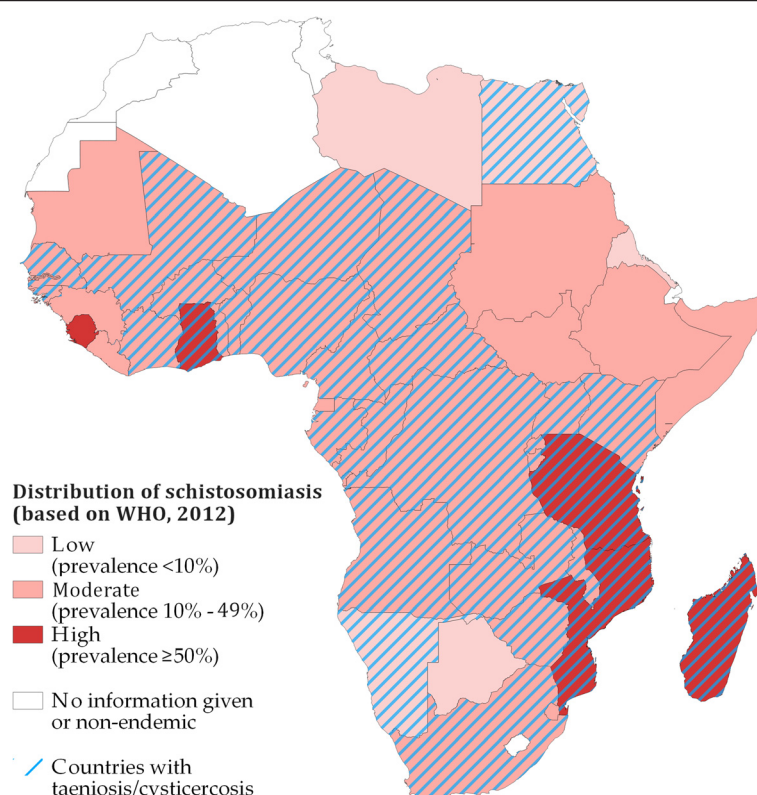 Distribution of schistosomiasis
(based on WHO, 2012)
Low
(prevalence <10%)
Moderate
(prevalence 10% - 49%)
High
(prevalence ≥50%)
No information given
or non-endemic
Countries with
taeniosis/cysticercosis